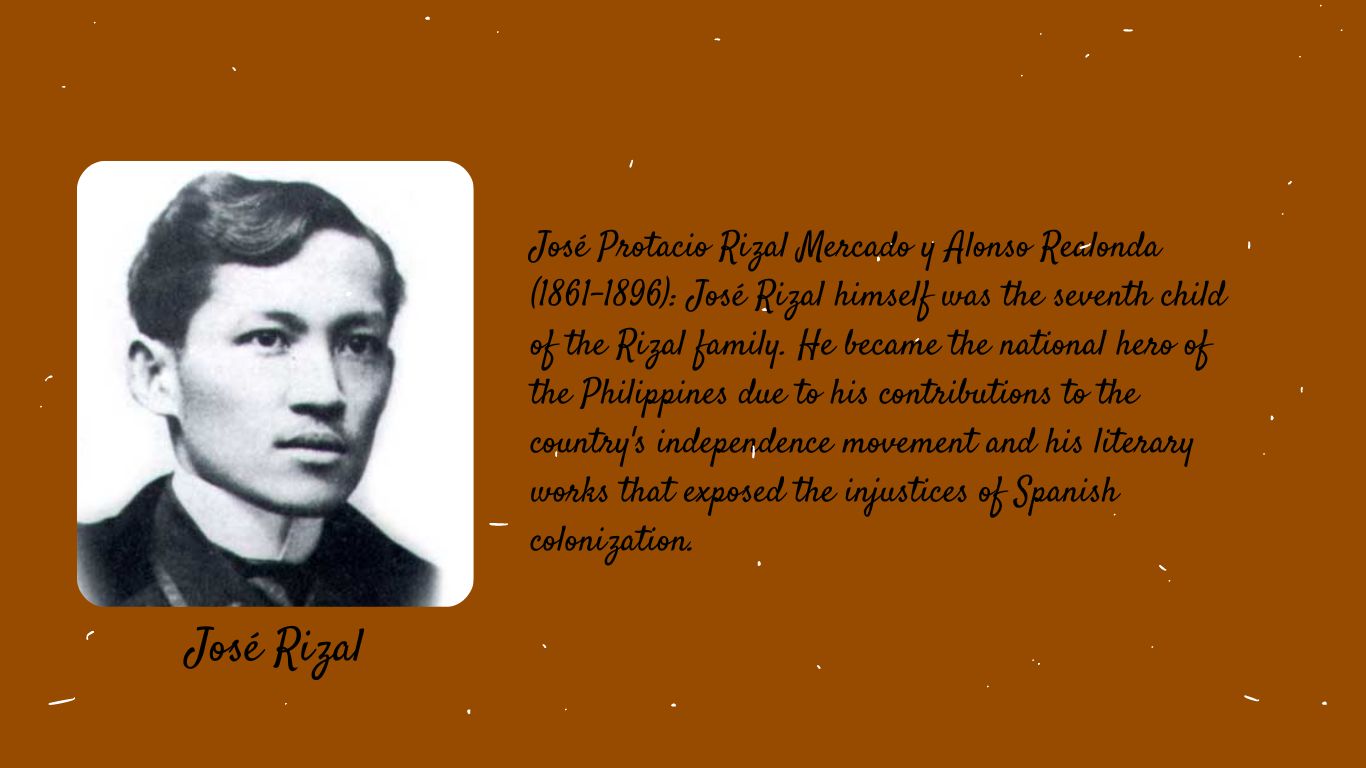 José Protacio Rizal Mercado y Alonso Realonda
(1861-1896): José Rizal himself was the seventh child
of the Rizal family. He became the national hero of
the Philippines due to his contributions to the
country's independence movement and his literary
works that exposed the injustices of Spanish
colonization.
José Rizal